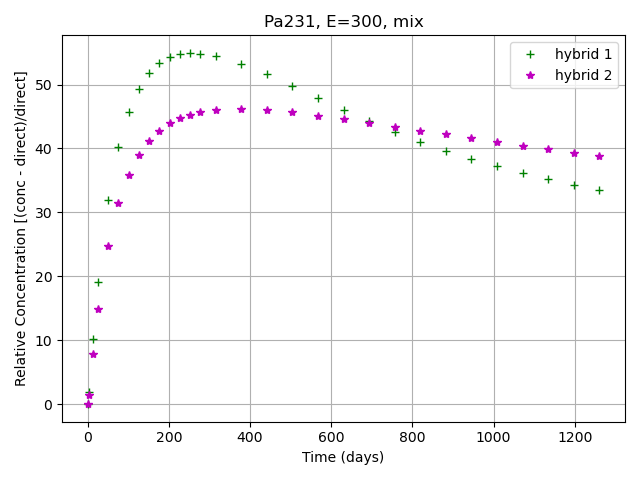 Pa231, E=300, mix
hybrid 1
hybrid 2
Relative Concentration [(conc - direct)/direct]
50
40
30
20
10
0
0 200 400 600 800 1000 1200
Time (days)